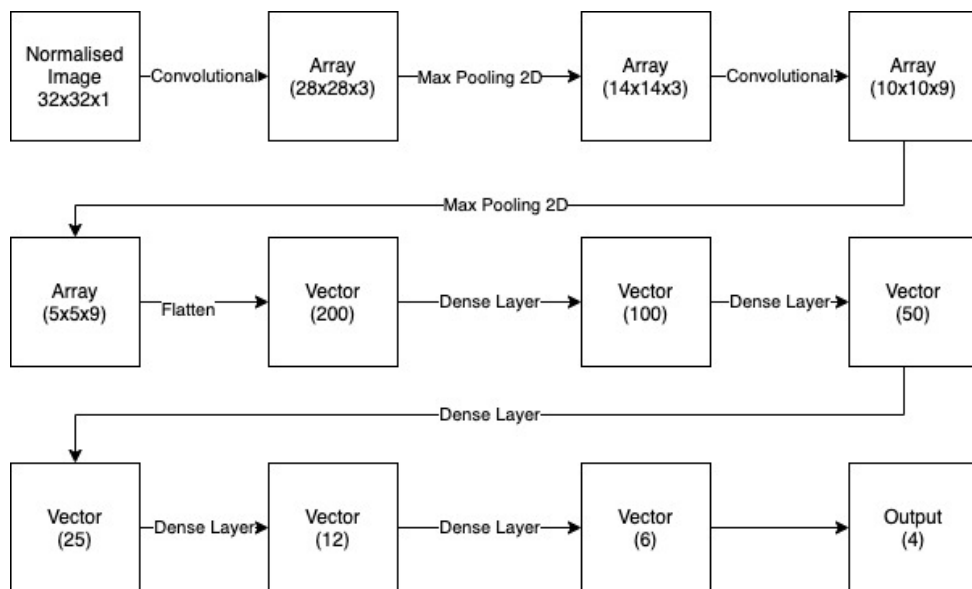 Normalised
Image
32x32x1
Convolutional
Array
(28x28x3)
Max Pooling 2D
Array
(14x14x3)
Convolutional
Array
(10x10x9)
Max Pooling 2D
Array
(5x5x9)
Flatten
Vector
(200)
Dense Layer
Vector
(100)
Dense Layer
Vector
(50)
Dense Layer
Vector
(25)
Dense Layer
Vector
(12)
Dense Layer
Vector
(6)
Output
(4)